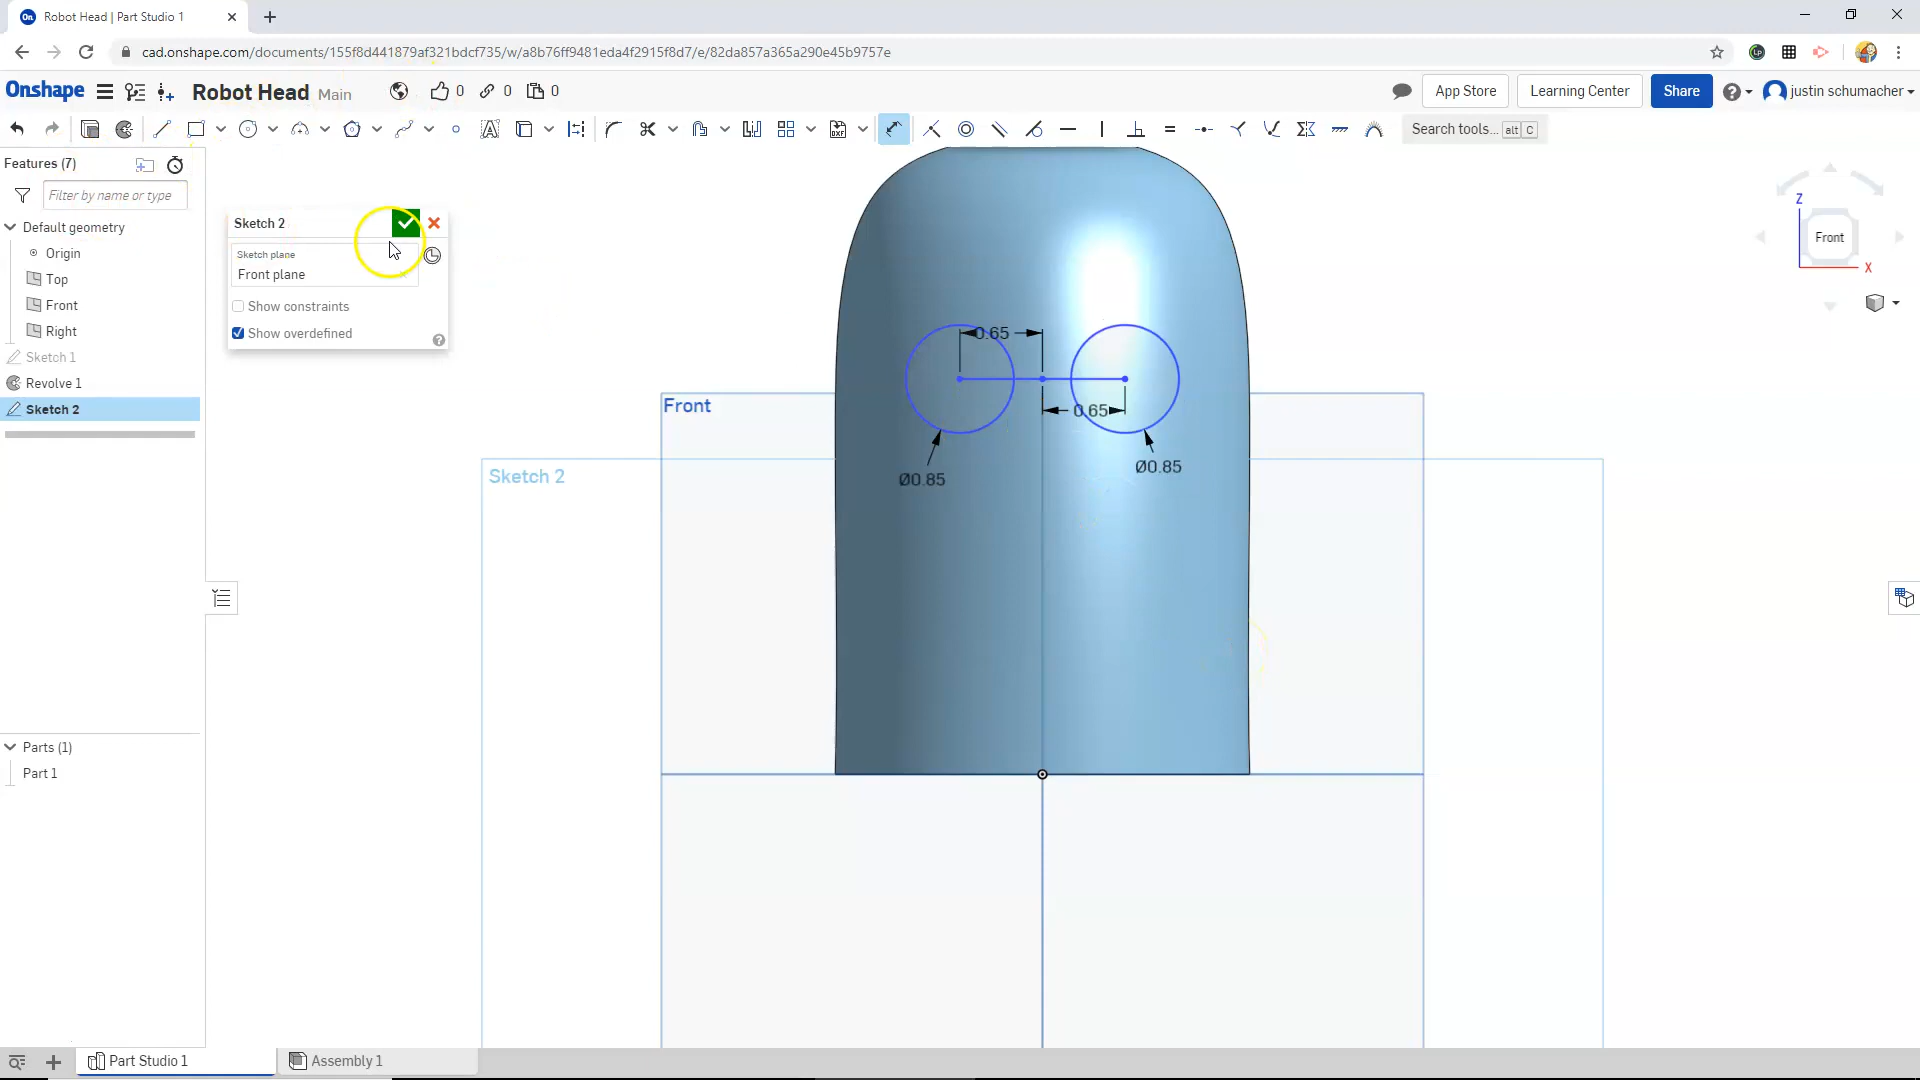 Robot Head | Part Studio 1
cad.onshape.com/documents/155f8d441879af321bdcf735/w/a8b76ff9481eda4f2915f8d7/e/82da857a365a290e45b9757e
Onshape
Robot Head Main
0
0
0
App Store
Learning Center
Share
justin schumacher
Search tools... alt C
Features (7)
Filter by name or type
Default geometry
Origin
Top
Front
Right
Sketch 1
Revolve 1
Sketch 2
Sketch 2
Sketch plane
Front plane
Show constraints
Show overdefined
Front
Sketch 2
0.65
0.65
Ø0.85
Ø0.85
Z
Front
X
Parts (1)
Part 1
Part Studio 1
Assembly 1